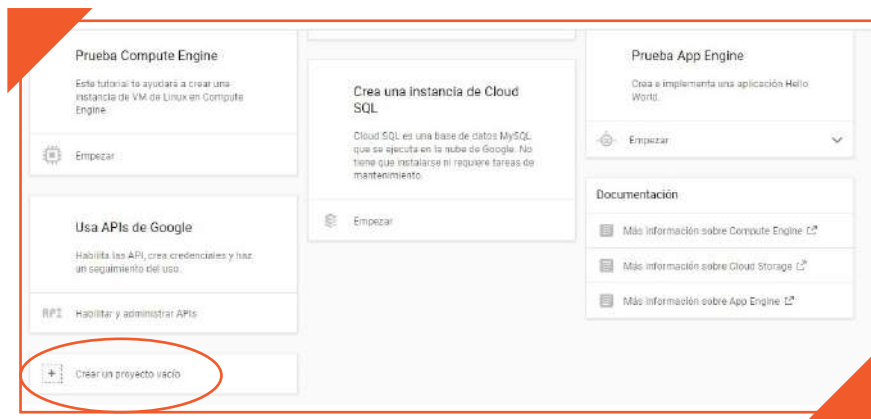 Prueba Compute Engine
Este tutorial te ayudará a crear una
instancia de VM de Linux en Compute
Engine.
Empezar
Usa APIs de Google
Habilita las API, crea credenciales y haz
un seguimiento del uso.
API Habilitar y administrar APIs
+ Crear un proyecto vacío
Crea una instancia de Cloud
SQL
Cloud SQL es una base de datos MySQL
que se ejecuta en la nube de Google. No
tiene que instalarse ni requiere tareas de
mantenimiento.
Empezar
Prueba App Engine
Crea e implementa una aplicación Hello
World.
Empezar
Documentación
Más información sobre Compute Engine
Más información sobre Cloud Storage
Más información sobre App Engine